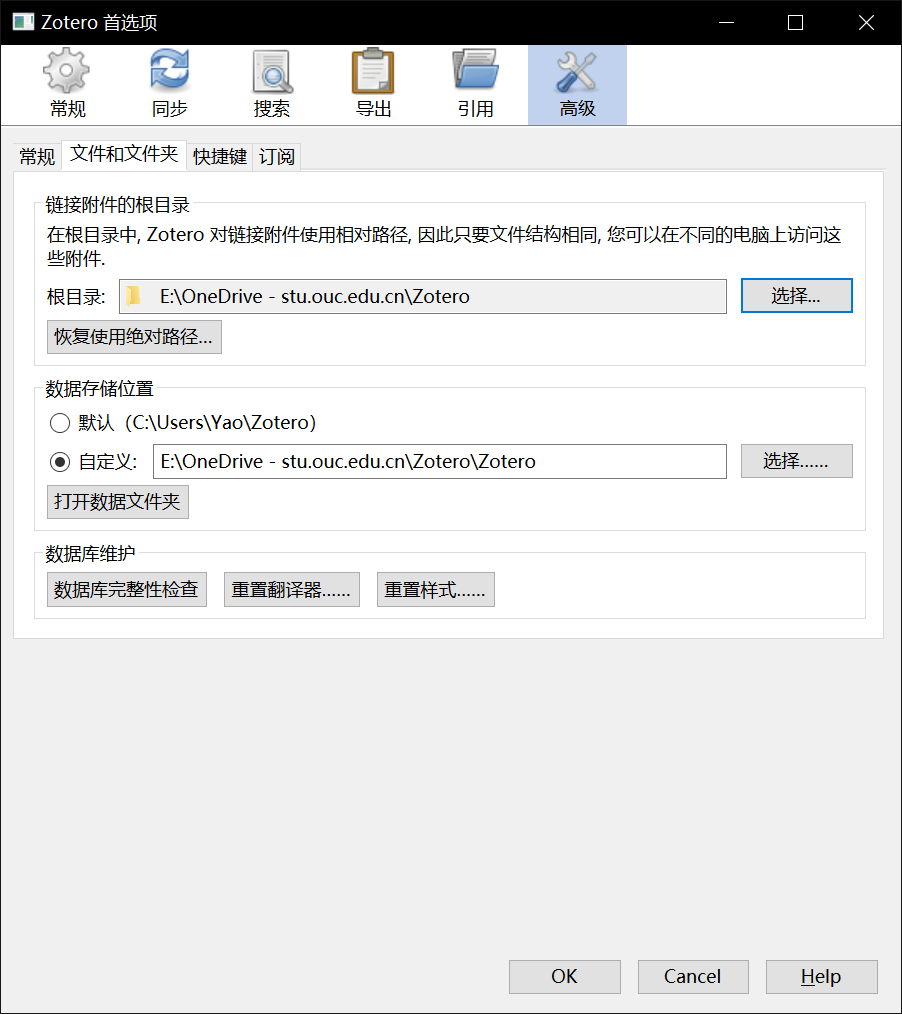 Zotero 首选项
常规 同步 搜索 导出 引用 高级
常规 文件和文件夹 快捷键 订阅
链接附件的根目录
在根目录中, Zotero 对链接附件使用相对路径, 因此只要文件结构相同, 您可以在不同的电脑上访问这
些附件.
根目录: E:\OneDrive - stu.ouc.edu.cn\Zotero 选择...
恢复使用绝对路径...
数据存储位置
默认（C:\Users\Yao\Zotero）
自定义: E:\OneDrive - stu.ouc.edu.cn\Zotero\Zotero 选择......
打开数据文件夹
数据库维护
数据库完整性检查 重置翻译器...... 重置样式......
OK Cancel Help